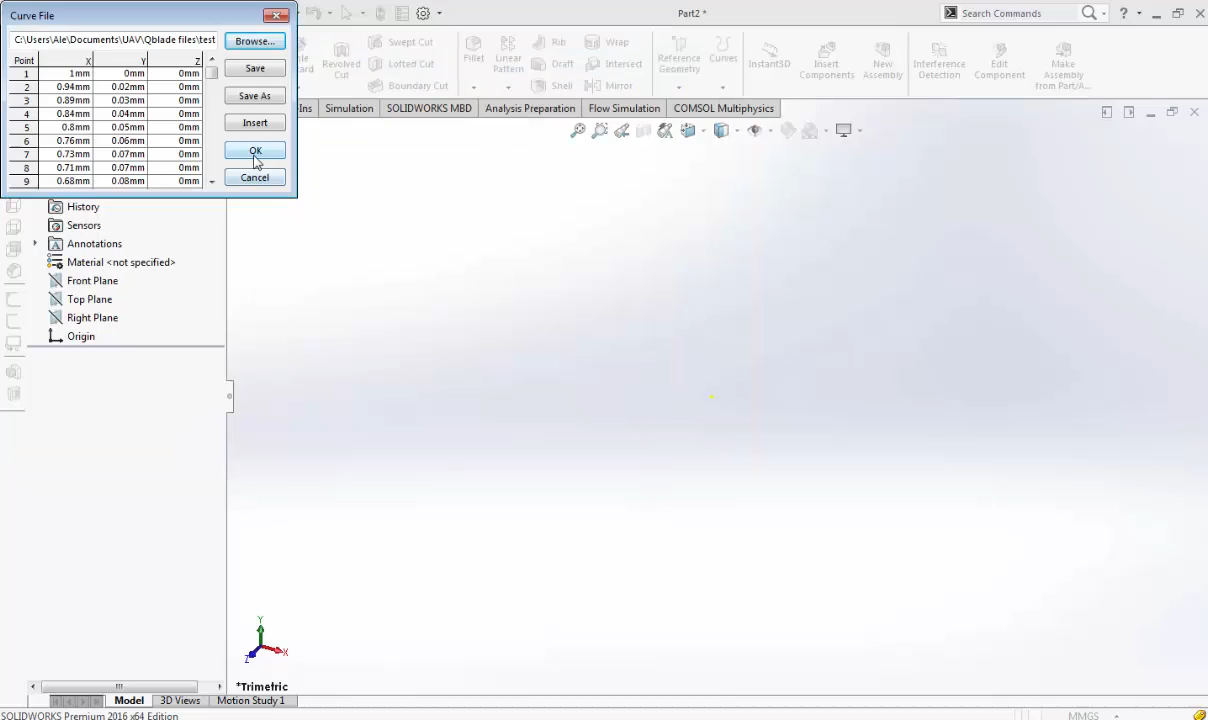 Curve File
Part2 *
Search Commands
C:\Users\Ale\Documents\UAV\Qblade files\test
Browse...
Point X Y Z
1 1mm 0mm 0mm
2 0.94mm 0.02mm 0mm
3 0.89mm 0.03mm 0mm
4 0.84mm 0.04mm 0mm
5 0.8mm 0.05mm 0mm
6 0.76mm 0.06mm 0mm
7 0.73mm 0.07mm 0mm
8 0.71mm 0.07mm 0mm
9 0.68mm 0.08mm 0mm
Save
Save As
Insert
OK
Cancel
Revolved
Cut
Swept Cut
Lofted Cut
Boundary Cut
Fillet
Linear
Pattern
Rib
Draft
Shell
Wrap
Intersect
Mirror
Reference
Geometry
Curves
Instant3D
Insert
Components
New
Assembly
Interference
Detection
Edit
Component
Make
Assembly
from Part/A...
Simulation SOLIDWORKS MBD Analysis Preparation Flow Simulation COMSOL Multiphysics
History
Sensors
Annotations
Material <not specified>
Front Plane
Top Plane
Right Plane
Origin
Y
X
Z
*Trimetric
Model 3D Views Motion Study 1
SOLIDWORKS Premium 2016 x64 Edition
MMGS